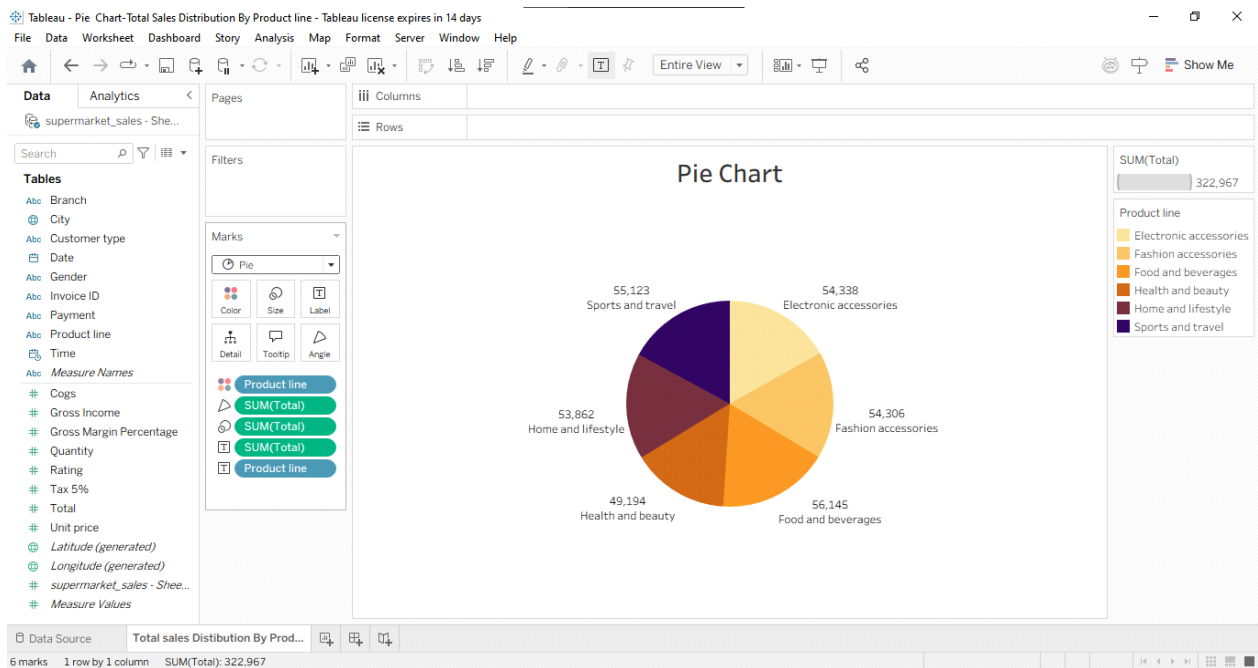 Tableau - Pie  Chart-Total Sales Distribution By Product line - Tableau license expires in 14 days
File Data Worksheet Dashboard Story Analysis Map Format Server Window Help
Entire View
Show Me
Data Analytics
supermarket_sales - She...
Search
Tables
Abc Branch
City
Abc Customer type
Date
Abc Gender
Abc Invoice ID
Abc Payment
Abc Product line
Time
Abc Measure Names
# Cogs
# Gross Income
# Gross Margin Percentage
# Quantity
# Rating
# Tax 5%
# Total
# Unit price
Latitude (generated)
Longitude (generated)
# supermarket_sales - Shee...
# Measure Values
Pages
Filters
Marks
Pie
Color Size Label
Detail Tooltip Angle
Product line
SUM(Total)
SUM(Total)
T SUM(Total)
T Product line
Columns
Rows
Pie Chart
55,123
Sports and travel
54,338
Electronic accessories
53,862
Home and lifestyle
54,306
Fashion accessories
49,194
Health and beauty
56,145
Food and beverages
SUM(Total)
322,967
Product line
Electronic accessories
Fashion accessories
Food and beverages
Health and beauty
Home and lifestyle
Sports and travel
Data Source
Total sales Distibution By Prod...
6 marks 1 row by 1 column SUM(Total): 322,967